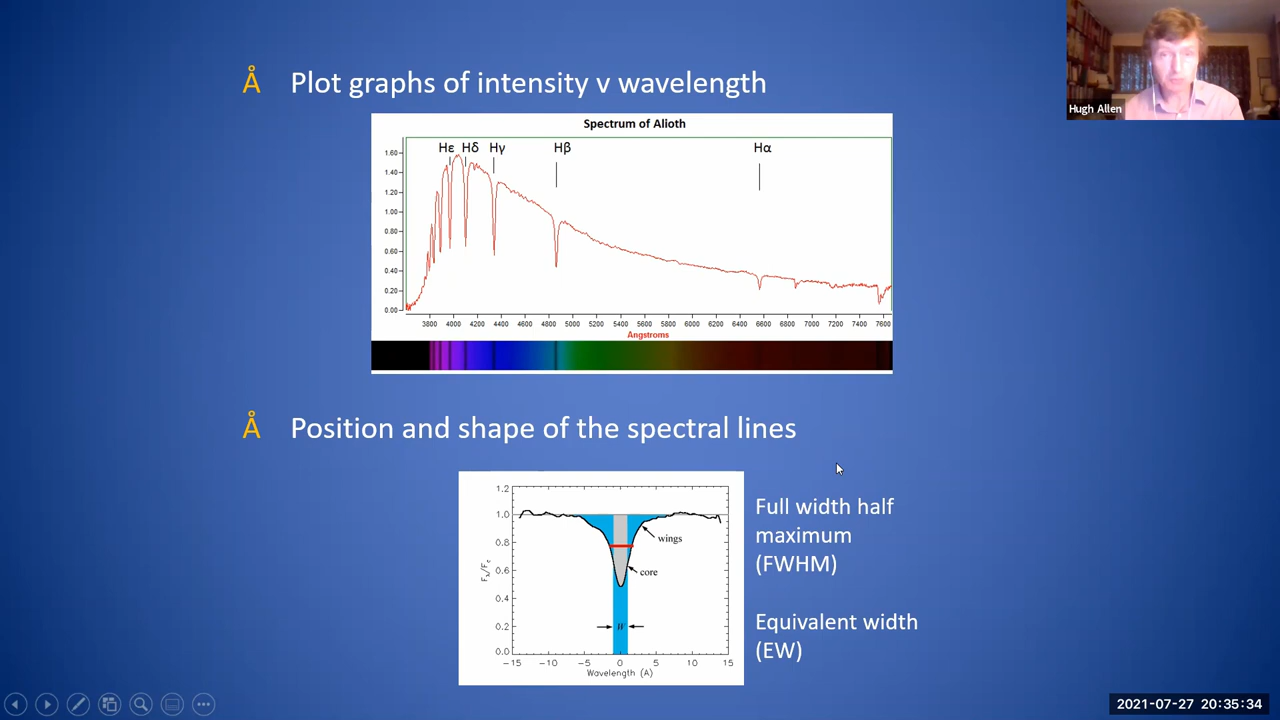 Å Plot graphs of intensity v wavelength
Hugh Allen
Spectrum of Alioth
Hε Hδ Hγ Hβ Hα
1.60
1.40
1.20
1.00
0.80
0.60
0.40
0.20
0.00
3800 4000 4200 4400 4600 4800 5000 5200 5400 5600 5800 6000 6200 6400 6600 6800 7000 7200 7400 7600
Angstroms
Å Position and shape of the spectral lines
1.2
1.0
0.8
0.6
0.4
0.2
0.0
Fλ/Fc
wings
core
W
-15 -10 -5 0 5 10 15
Wavelength (A)
Full width half
maximum
(FWHM)
Equivalent width
(EW)
2021-07-27 20:35:34